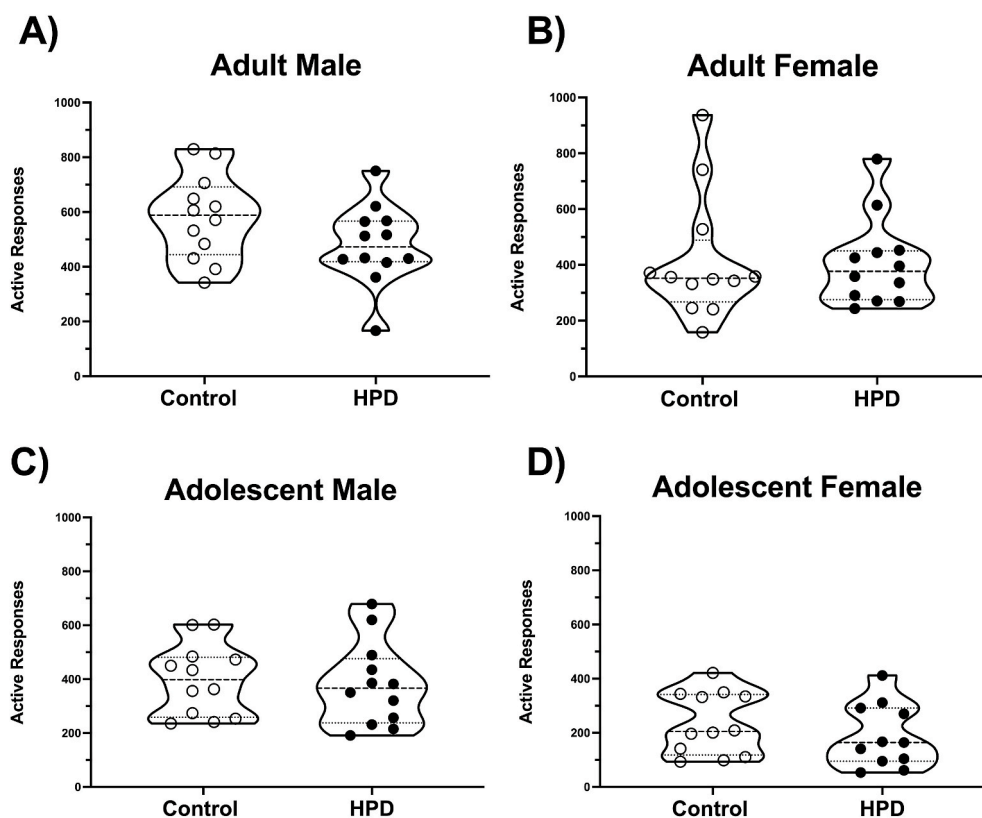 A)
Adult Male
Active Responses
1000
800
600
400
200
0
Control
HPD
B)
Adult Female
Active Responses
1000
800
600
400
200
0
Control
HPD
C)
Adolescent Male
Active Responses
1000
800
600
400
200
0
Control
HPD
D)
Adolescent Female
Active Responses
1000
800
600
400
200
0
Control
HPD